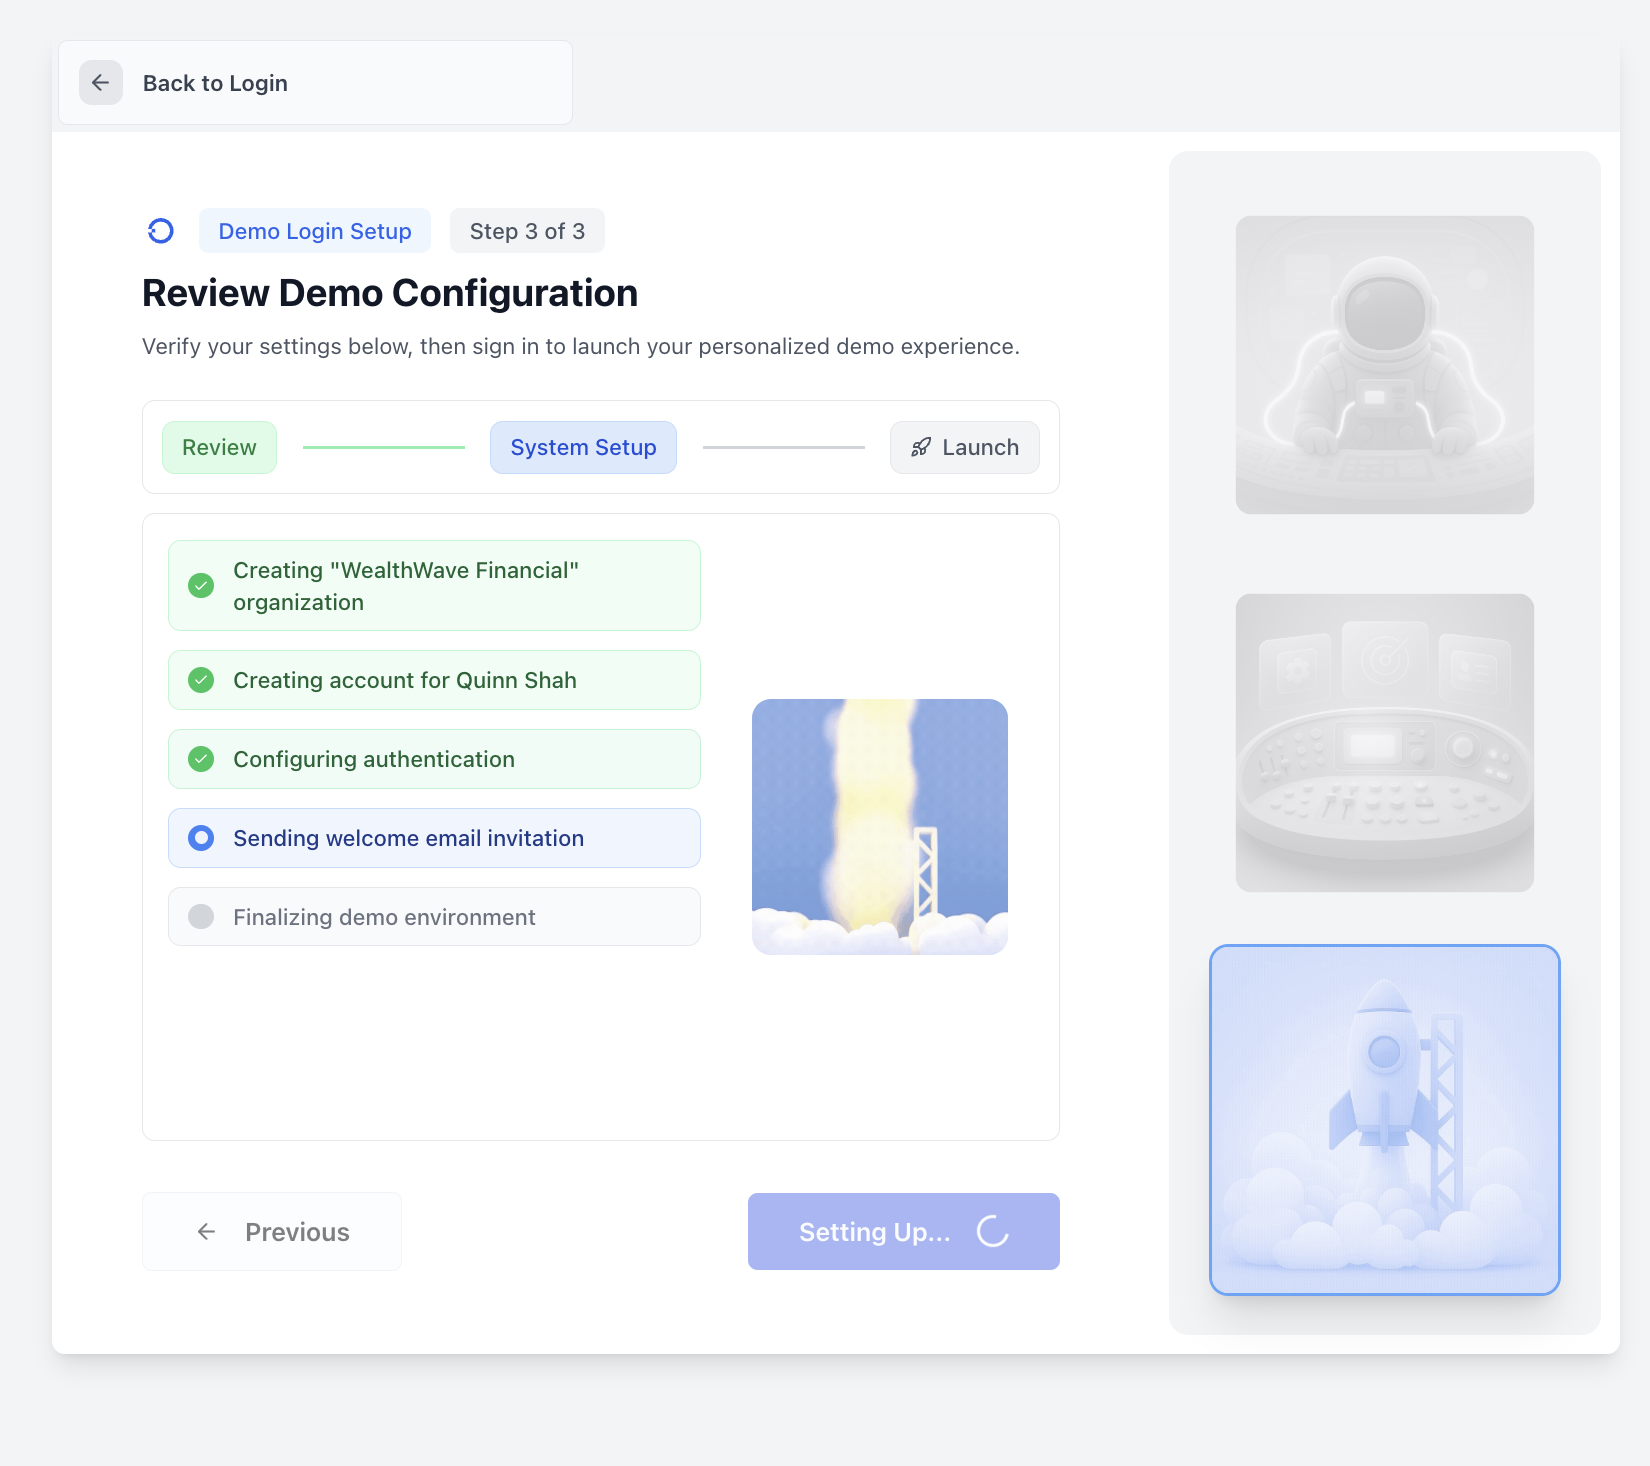 Back to Login
Demo Login Setup
Step 3 of 3
Review Demo Configuration
Verify your settings below, then sign in to launch your personalized demo experience.
Review
System Setup
Launch
Creating "WealthWave Financial"
organization
Creating account for Quinn Shah
Configuring authentication
Sending welcome email invitation
Finalizing demo environment
Previous
Setting Up...